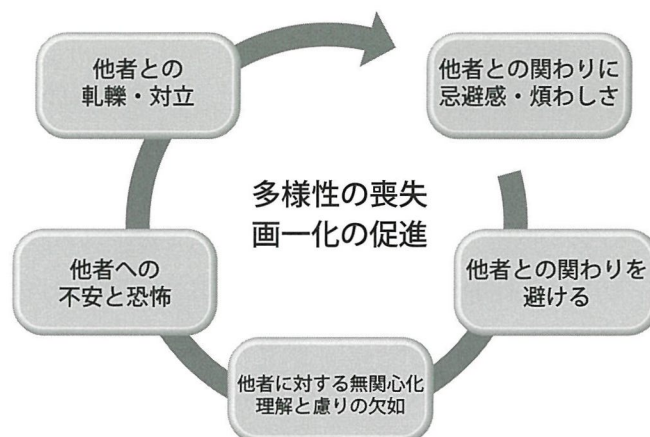 他者との
軋轢・対立
他者との関わりに
忌避感・煩わしさ
多様性の喪失
画一化の促進
他者への
不安と恐怖
他者との関わりを
避ける
他者に対する無関心化
理解と慮りの欠如